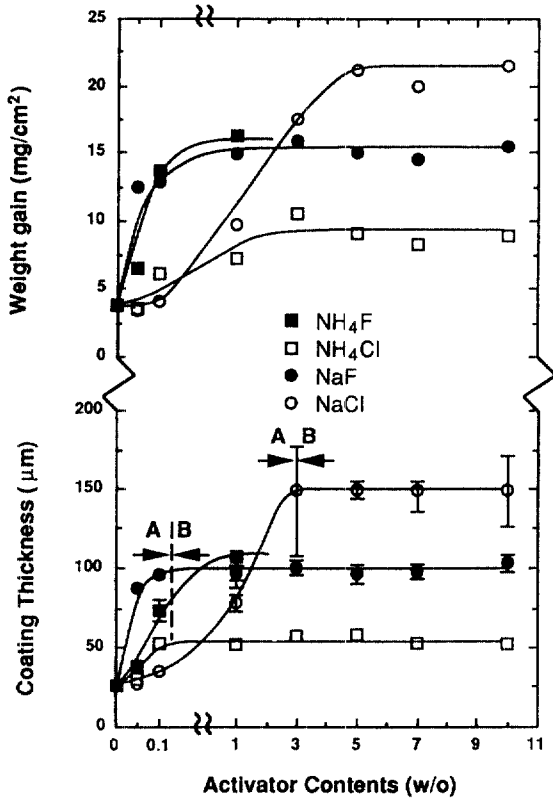 25
20
15
10
5
0
Weight gain (mg/cm²)
■ NH₄F
□ NH₄Cl
● NaF
○ NaCl
200
150
100
50
0
Coating Thickness (μm)
A B
A B
0 0.1 1 3 5 7 9 11
Activator Contents (w/o)